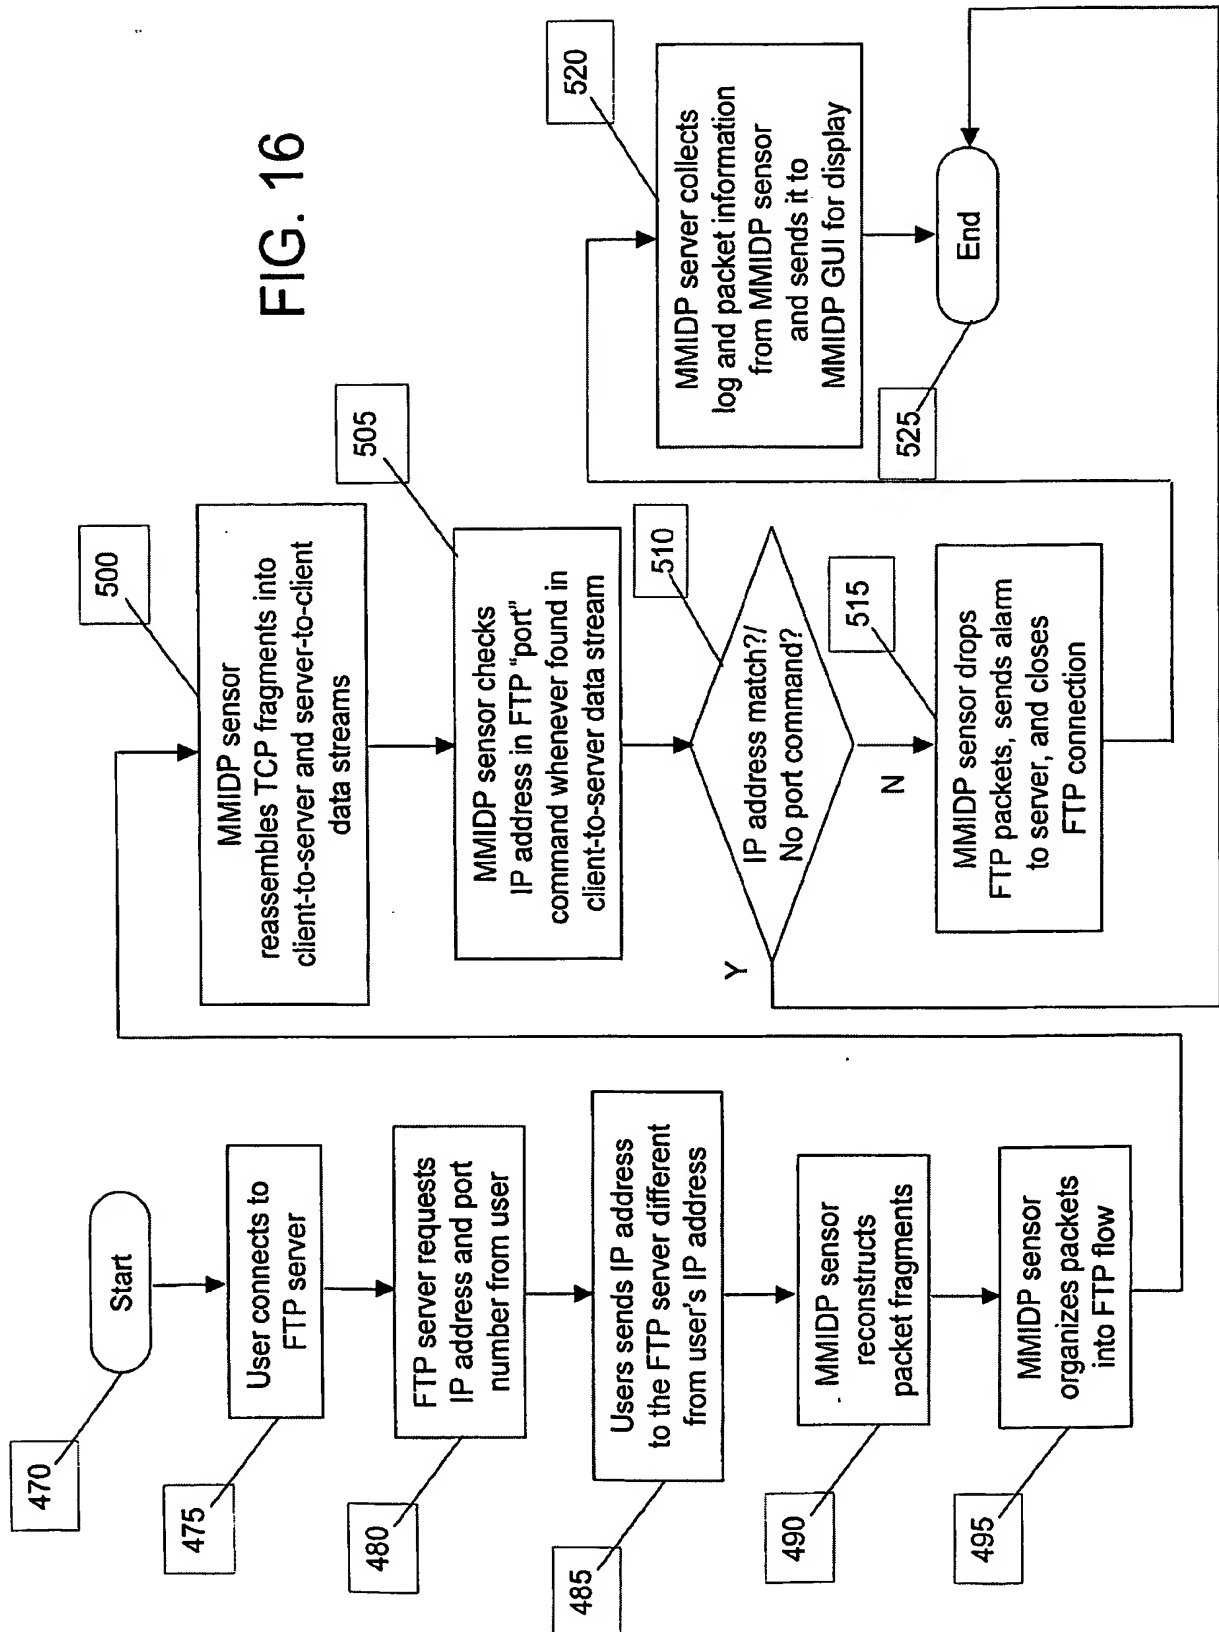 FIG. 16
470
Start
475
User connects to
FTP server
480
FTP server requests
IP address and port
number from user
485
Users sends IP address
to the FTP server different
from user's IP address
490
MMIDP sensor
reconstructs
packet fragments
495
MMIDP sensor
organizes packets
into FTP flow
500
MMIDP sensor
reassembles TCP fragments into
client-to-server and server-to-client
data streams
505
MMIDP sensor checks
IP address in FTP “port”
command whenever found in
client-to-server data stream
510
IP address match?/
No port command?
Y
N
515
MMIDP sensor drops
FTP packets, sends alarm
to server, and closes
FTP connection
520
MMIDP server collects
log and packet information
from MMIDP sensor
and sends it to
MMIDP GUI for display
525
End